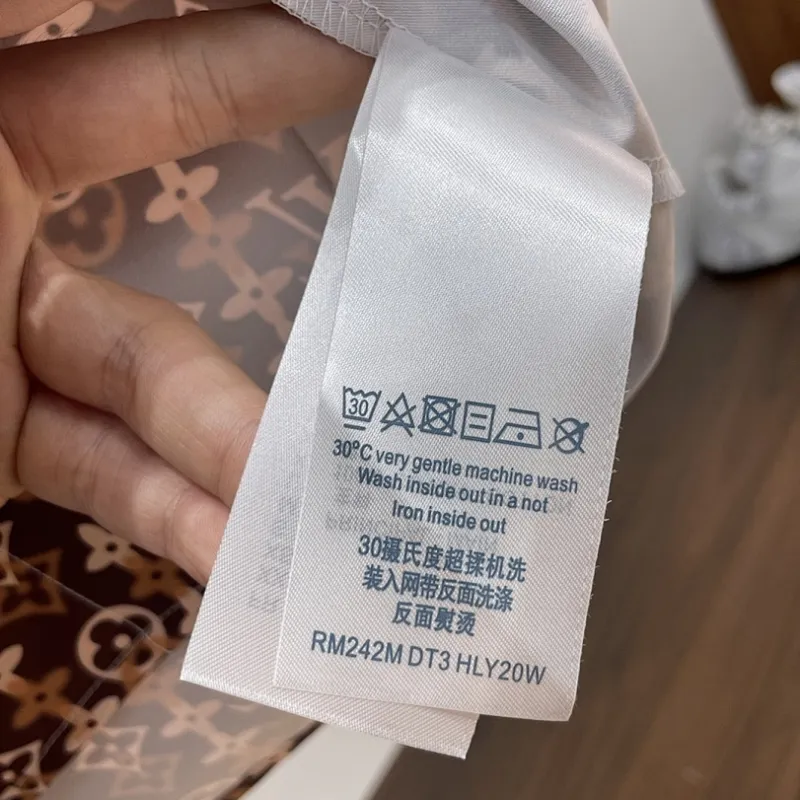 30
30°C very gentle machine wash
Wash inside out in a not
Iron inside out
30摄氏度超揉机洗
装入网带反面洗涤
反面熨烫
RM242M DT3 HLY20W